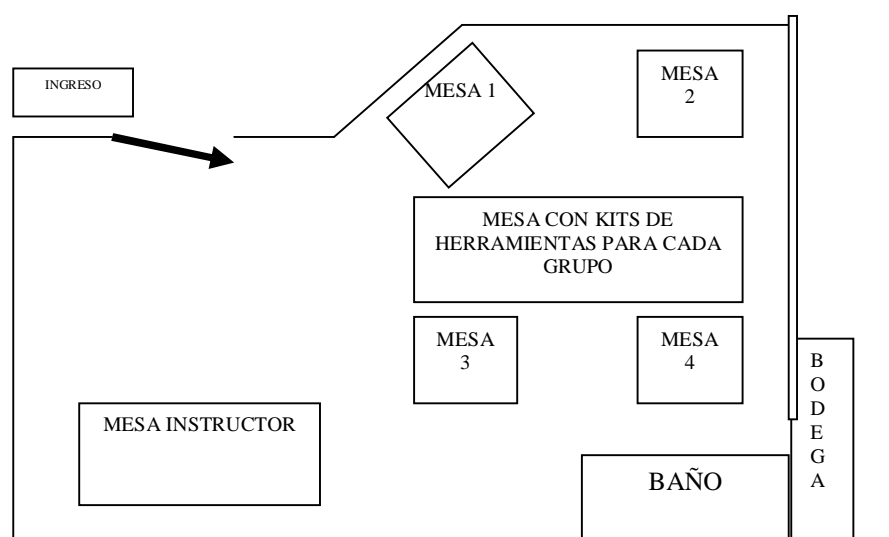 INGRESO
MESA 1
MESA
2
MESA CON KITS DE
HERRAMIENTAS PARA CADA
GRUPO
MESA
3
MESA
4
MESA INSTRUCTOR
BAÑO
B
O
D
E
G
A